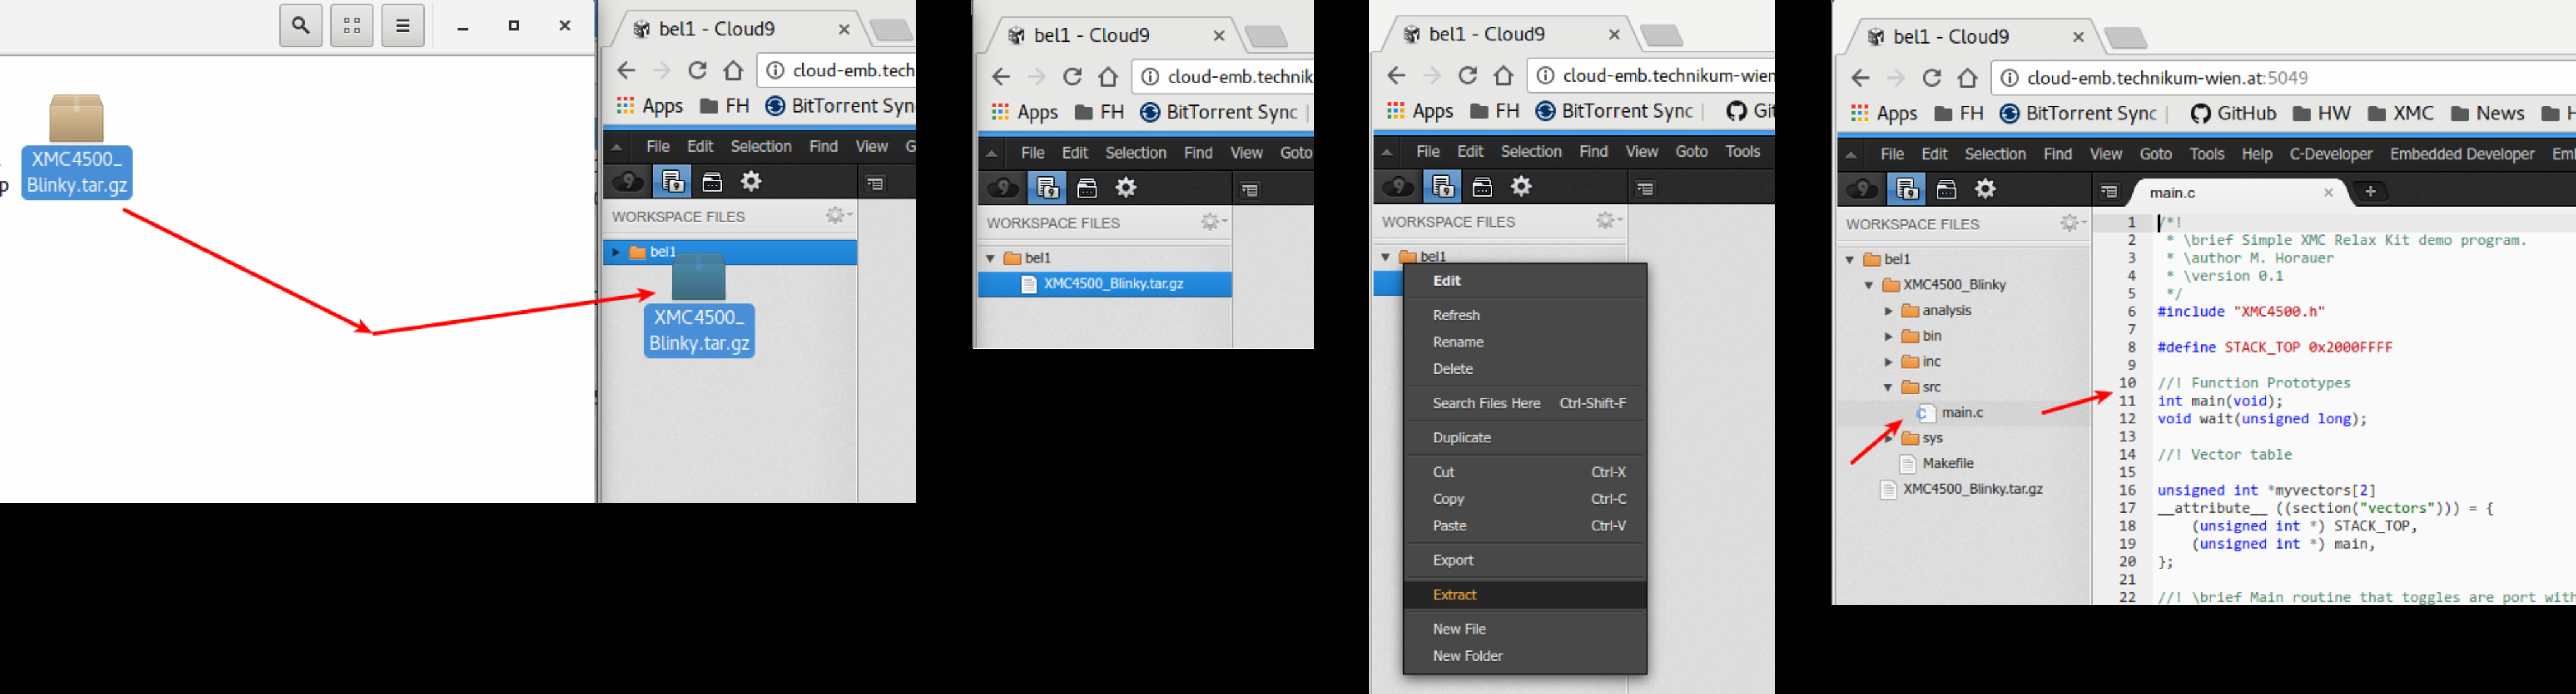 XMC4500_
Blinky.tar.gz
p
bel1 - Cloud9
cloud-emb.tech
Apps FH BitTorrent Syn
File Edit Selection Find View G
WORKSPACE FILES
bel1
XMC4500_
Blinky.tar.gz
bel1 - Cloud9
cloud-emb.technik
Apps FH BitTorrent Sync
File Edit Selection Find View Goto
WORKSPACE FILES
bel1
XMC4500_Blinky.tar.gz
bel1 - Cloud9
cloud-emb.technikum-wien
Apps FH BitTorrent Sync Git
File Edit Selection Find View Goto Tools
WORKSPACE FILES
bel1
Edit
Refresh
Rename
Delete
Search Files Here Ctrl-Shift-F
Duplicate
Cut Ctrl-X
Copy Ctrl-C
Paste Ctrl-V
Export
Extract
New File
New Folder
bel1 - Cloud9
cloud-emb.technikum-wien.at:5049
Apps FH BitTorrent Sync GitHub HW XMC News H
File Edit Selection Find View Goto Tools Help C-Developer Embedded Developer Em
main.c
WORKSPACE FILES
bel1
XMC4500_Blinky
analysis
bin
inc
src
main.c
sys
Makefile
XMC4500_Blinky.tar.gz
1 /*!
2 * \brief Simple XMC Relax Kit demo program.
3 * \author M. Horauer
4 * \version 0.1
5 */
6 #include "XMC4500.h"
7
8 #define STACK_TOP 0x2000FFFF
9
10 //! Function Prototypes
11 int main(void);
12 void wait(unsigned long);
13
14 //! Vector table
15
16 unsigned int *myvectors[2]
17 __attribute__ ((section("vectors"))) = {
18 (unsigned int *) STACK_TOP,
19 (unsigned int *) main,
20 };
21
22 //! \brief Main routine that toggles are port with